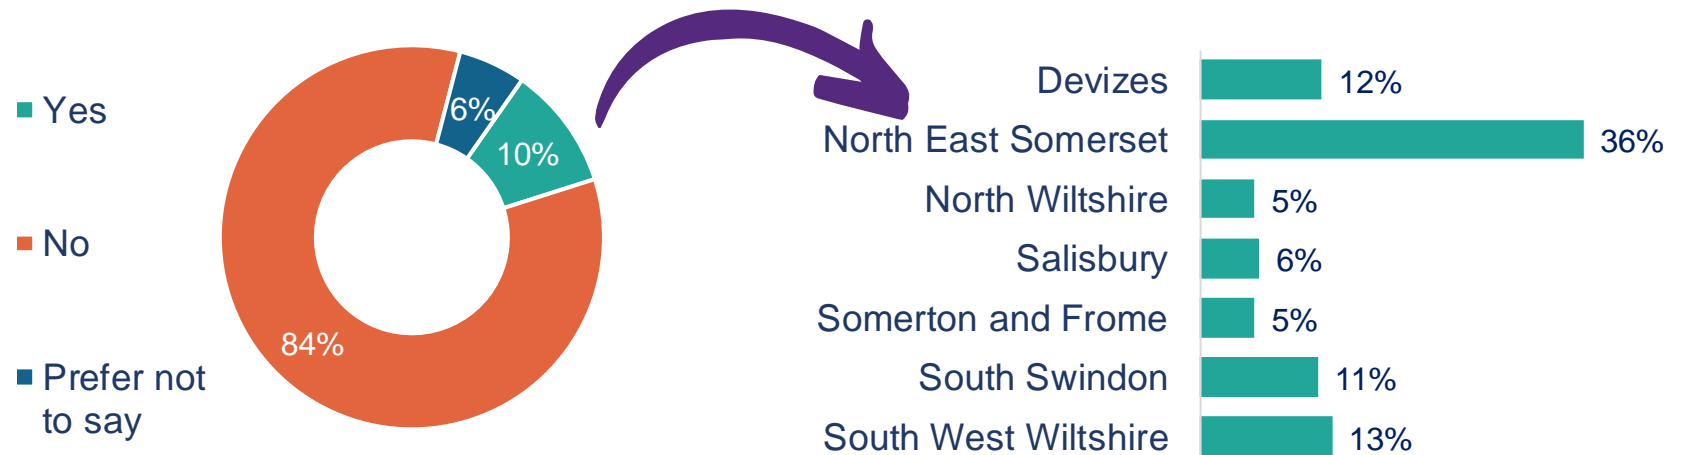 Yes
No
Prefer not
to say
6%
10%
84%
Devizes 12%
North East Somerset 36%
North Wiltshire 5%
Salisbury 6%
Somerton and Frome 5%
South Swindon 11%
South West Wiltshire 13%